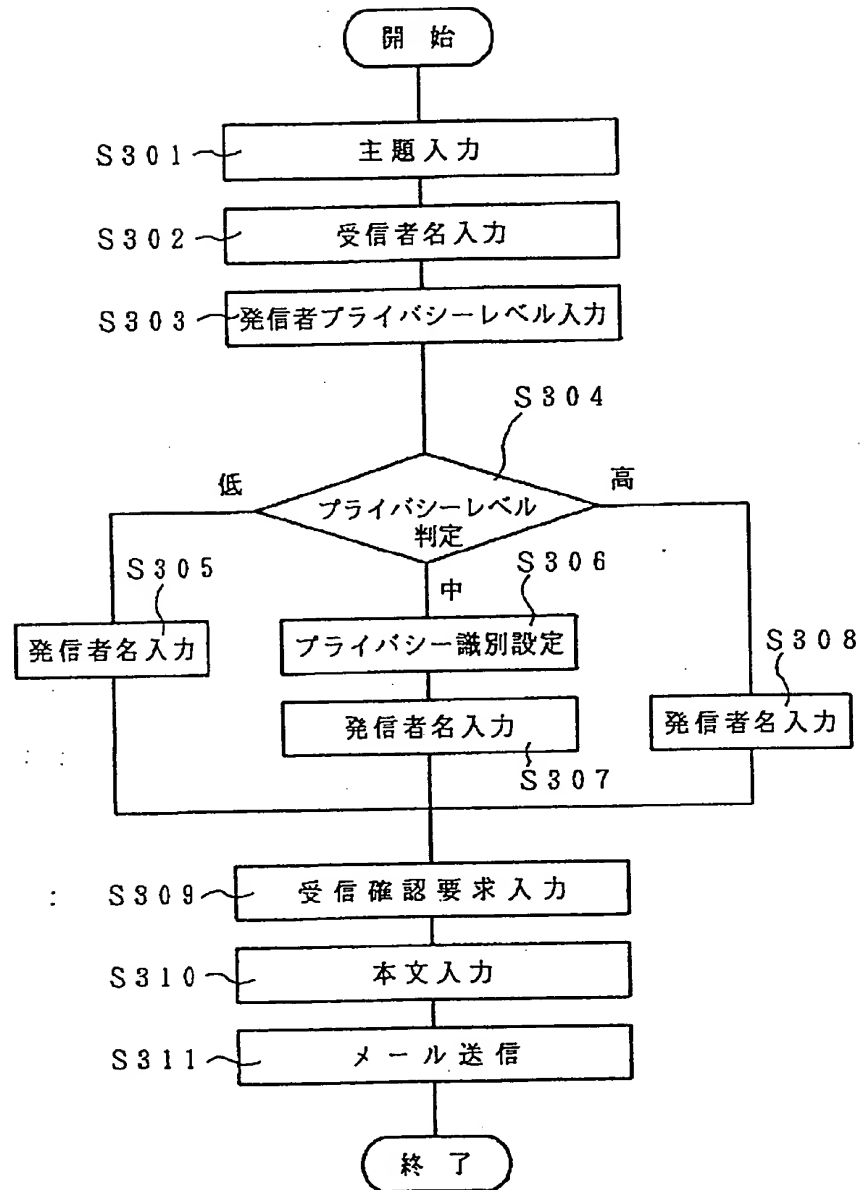 開始
S301
主題入力
S302
受信者名入力
S303
発信者プライバシーレベル入力
S304
低
高
プライバシーレベル
判定
中
S305
発信者名入力
S306
プライバシー識別設定
発信者名入力
S307
S308
発信者名入力
S309
受信確認要求入力
S310
本文入力
S311
メール送信
終了